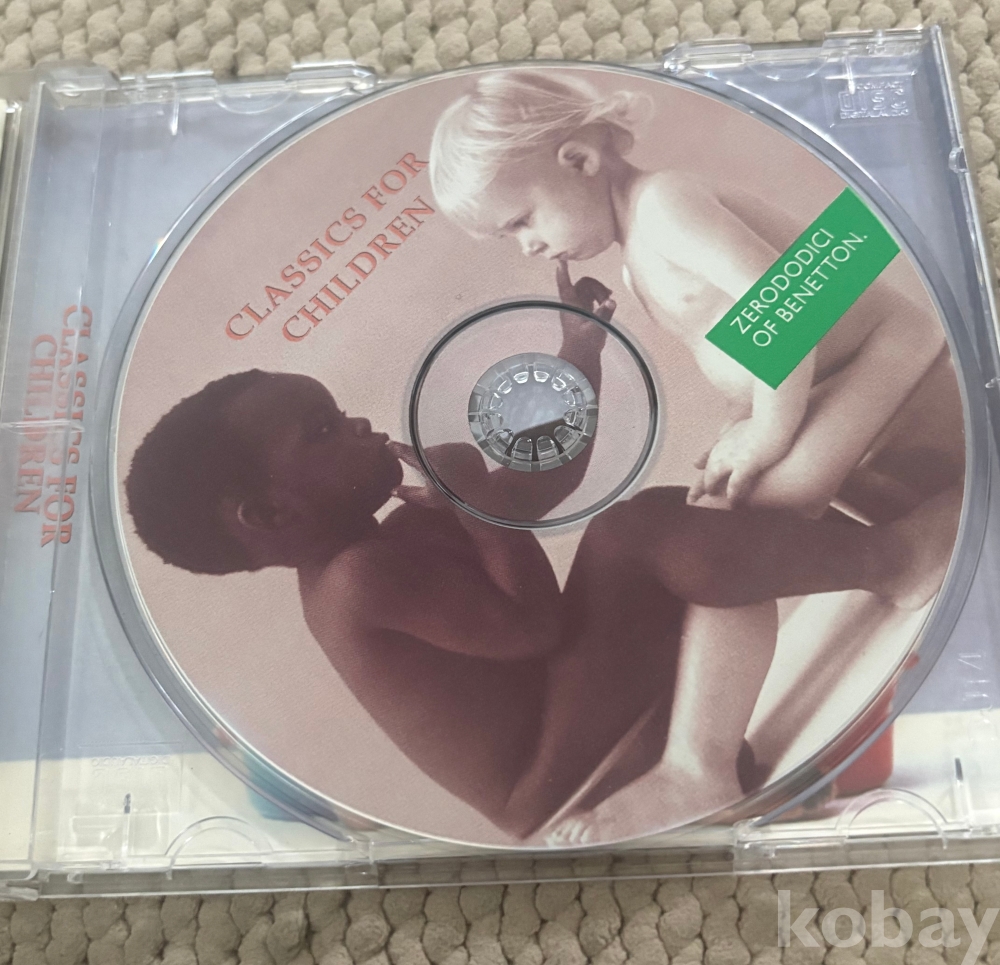 CLASSICS FOR
CHILDREN
ZERODODICI
OF BENETTON.
CLASSICS FOR
CHILDREN
kobay